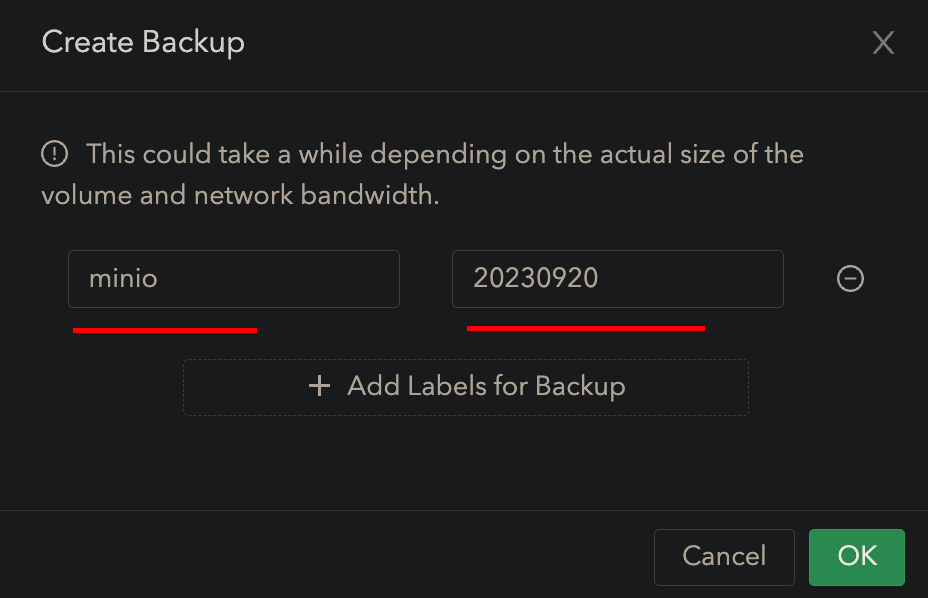 Create Backup
X
This could take a while depending on the actual size of the
volume and network bandwidth.
minio
20230920
+ Add Labels for Backup
Cancel
OK